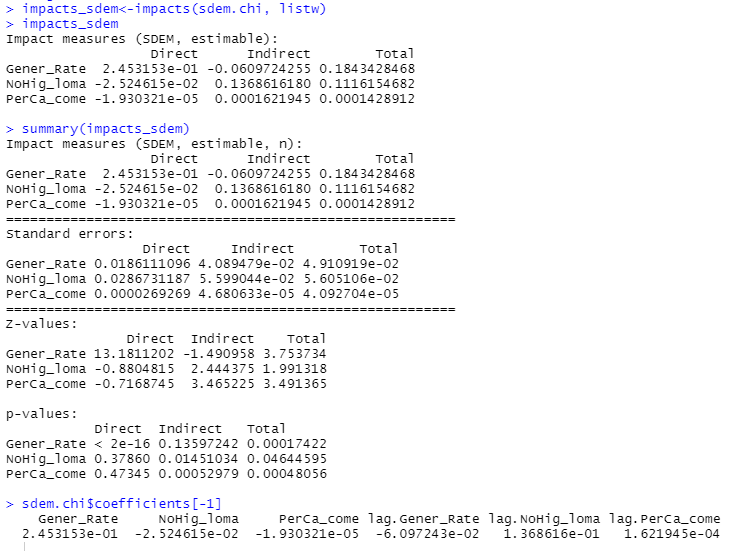 > impacts_sdem<-impacts(sdem.chi, listw)
> impacts_sdem
Impact measures (SDEM, estimable):
                  Direct      Indirect        Total
Gener_Rate  2.453153e-01 -0.0609724255 0.1843428468
NoHig_loma -2.524615e-02  0.1368616180 0.1116154682
PerCa_come -1.930321e-05  0.0001621945 0.0001428912

> summary(impacts_sdem)
Impact measures (SDEM, estimable, n):
                  Direct      Indirect        Total
Gener_Rate  2.453153e-01 -0.0609724255 0.1843428468
NoHig_loma -2.524615e-02  0.1368616180 0.1116154682
PerCa_come -1.930321e-05  0.0001621945 0.0001428912
========================================================
Standard errors:
                 Direct     Indirect        Total
Gener_Rate 0.0186111096 4.089479e-02 4.910919e-02
NoHig_loma 0.0286731187 5.599044e-02 5.605106e-02
PerCa_come 0.0000269269 4.680633e-05 4.092704e-05
========================================================
Z-values:
               Direct  Indirect    Total
Gener_Rate 13.1811202 -1.490958 3.753734
NoHig_loma -0.8804815  2.444375 1.991318
PerCa_come -0.7168745  3.465225 3.491365

p-values:
           Direct  Indirect   Total
Gener_Rate < 2e-16 0.13597242 0.00017422
NoHig_loma 0.37860 0.01451034 0.04644595
PerCa_come 0.47345 0.00052979 0.00048056

> sdem.chi$coefficients[-1]
    Gener_Rate     NoHig_loma     PerCa_come lag.Gener_Rate lag.NoHig_loma lag.PerCa_come
  2.453153e-01  -2.524615e-02  -1.930321e-05  -6.097243e-02   1.368616e-01   1.621945e-04